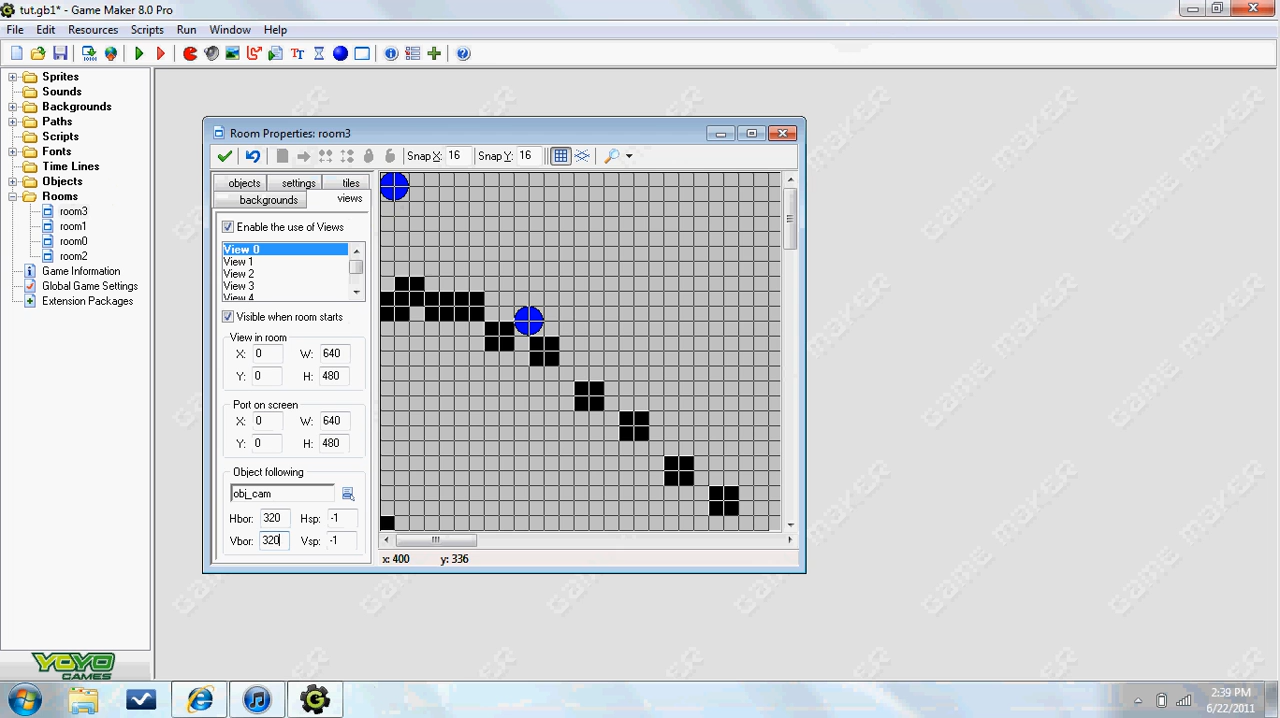 tut.gb1* - Game Maker 8.0 Pro
File Edit Resources Scripts Run Window Help
Sprites
Sounds
Backgrounds
Paths
Scripts
Fonts
Time Lines
Objects
Rooms
room3
room1
room0
room2
Game Information
Global Game Settings
Extension Packages
YOYO
GAMES
Room Properties: room3
Snap X: 16 Snap Y: 16
objects settings tiles
backgrounds views
Enable the use of Views
View 0
View 1
View 2
View 3
View 4
Visible when room starts
View in room
X: 0 W: 640
Y: 0 H: 480
Port on screen
X: 0 W: 640
Y: 0 H: 480
Object following
obj_cam
Hbor: 320 Hsp: -1
Vbor: 320 Vsp: -1
x: 400 y: 336
GAME MAKER
2:39 PM
6/22/2011